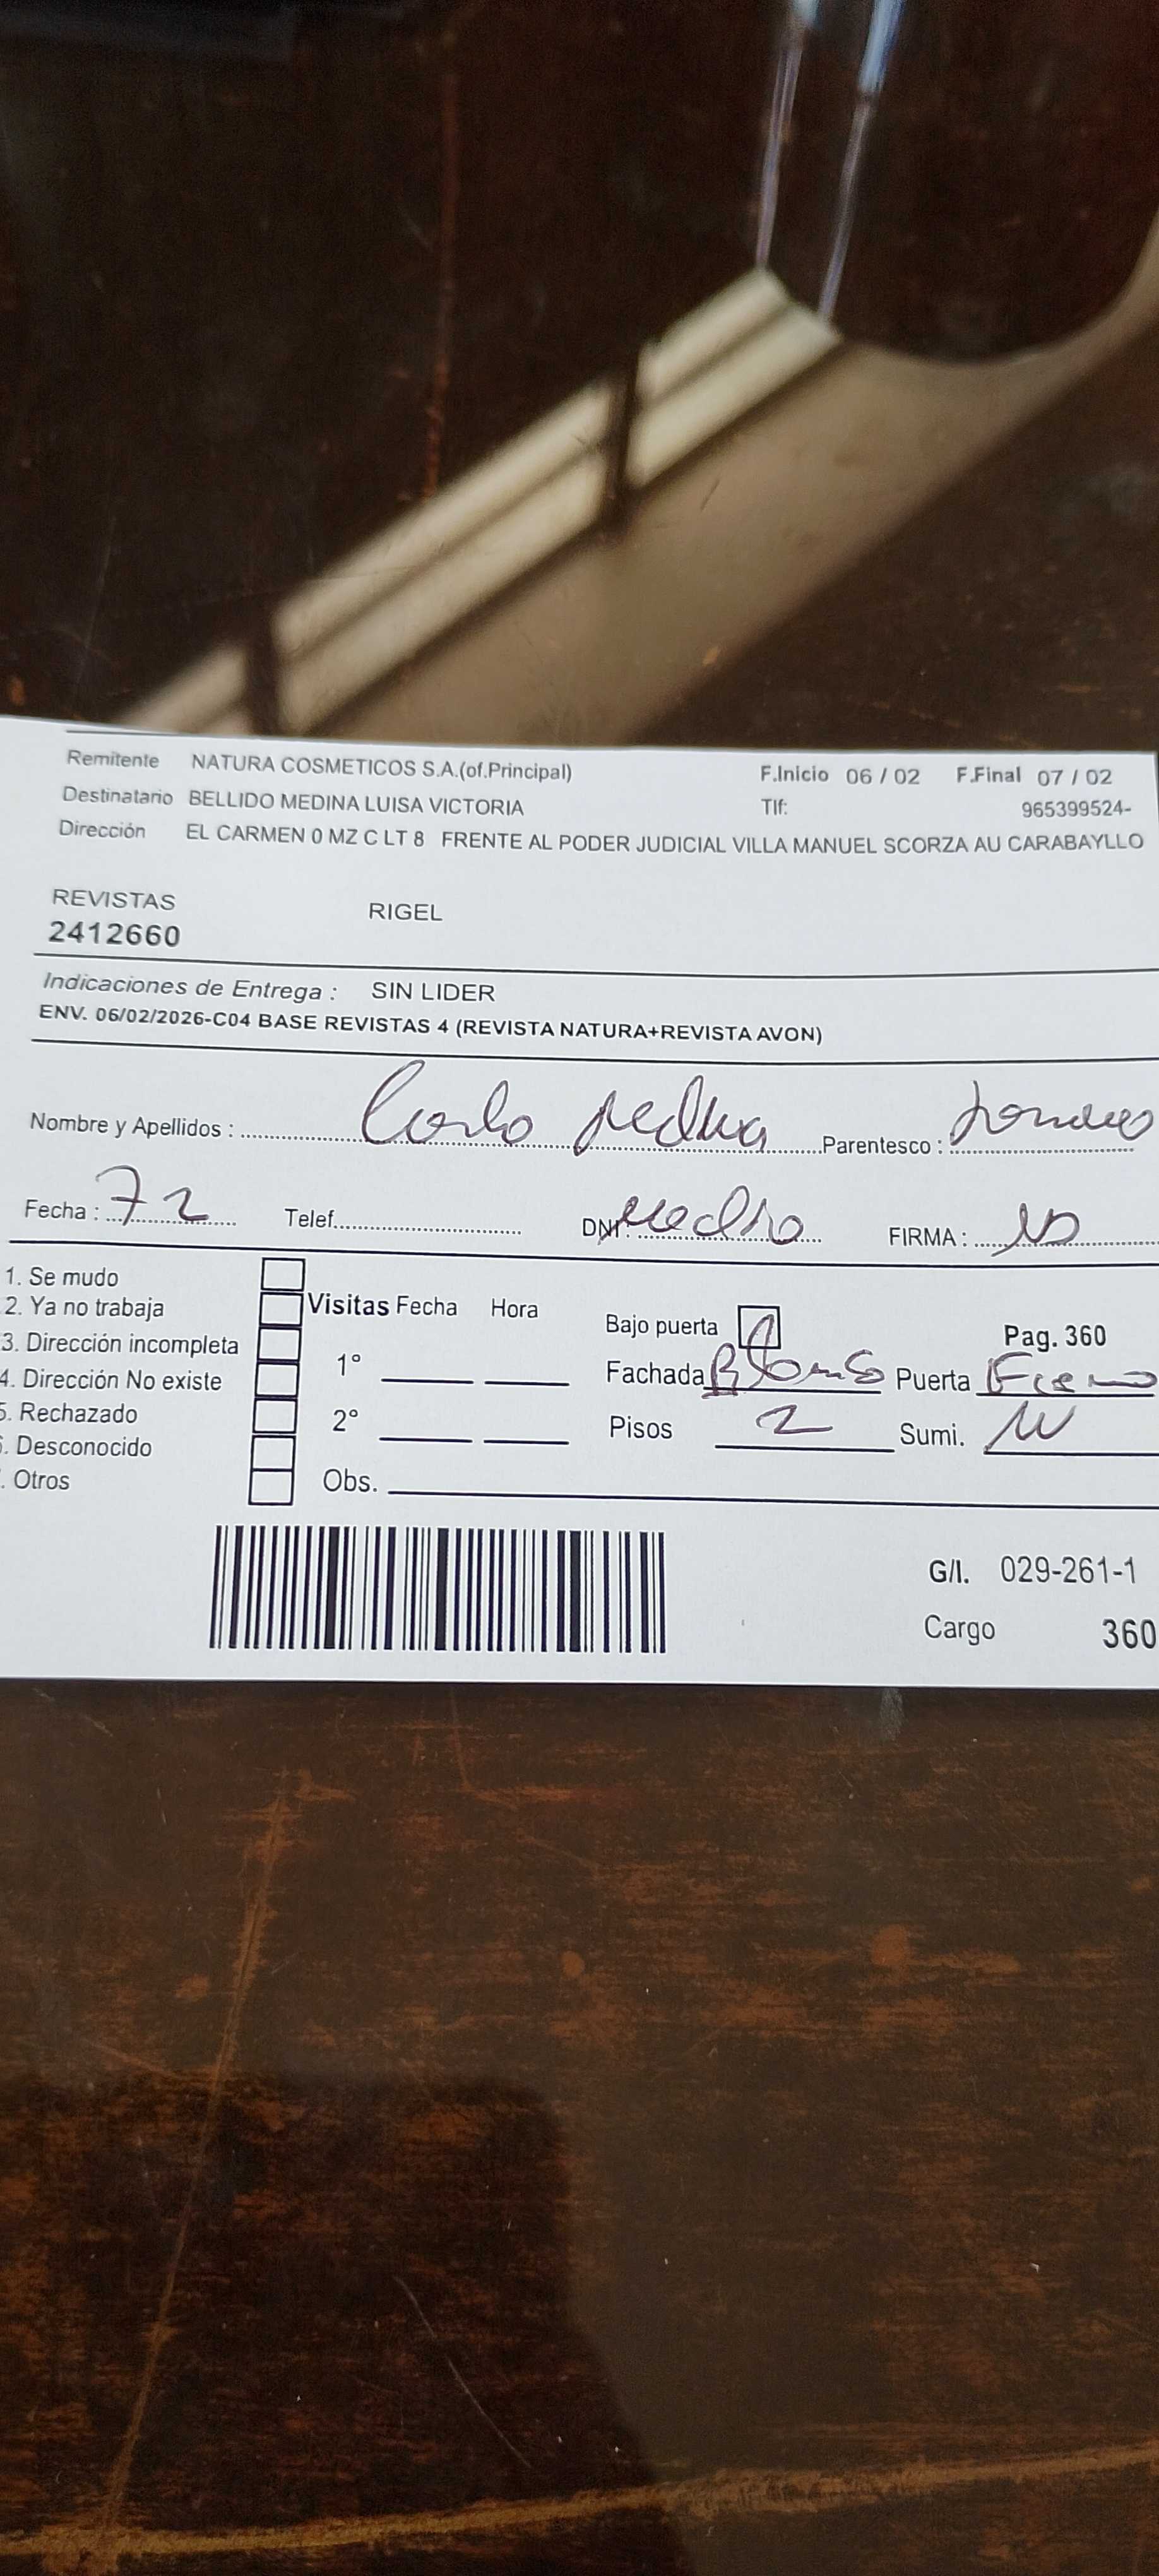 Remitente NATURA COSMETICOS S.A.(of.Principal) F.Inicio 06 / 02 F.Final 07 / 02
Destinatario BELLIDO MEDINA LUISA VICTORIA Tlf: 965399524-
Dirección EL CARMEN 0 MZ C LT 8 FRENTE AL PODER JUDICIAL VILLA MANUEL SCORZA AU CARABAYLLO
REVISTAS RIGEL
2412660
Indicaciones de Entrega : SIN LIDER
ENV. 06/02/2026-C04 BASE REVISTAS 4 (REVISTA NATURA+REVISTA AVON)
Nombre y Apellidos : Parentesco :
Fecha : 7 2 Telef. DNI: FIRMA :
1. Se mudo
2. Ya no trabaja Visitas Fecha Hora Bajo puerta Pag. 360
3. Dirección incompleta 1° Fachada Puerta
4. Dirección No existe
5. Rechazado 2° Pisos 2 Sumi.
. Desconocido
. Otros Obs.
G/I. 029-261-1
Cargo 360